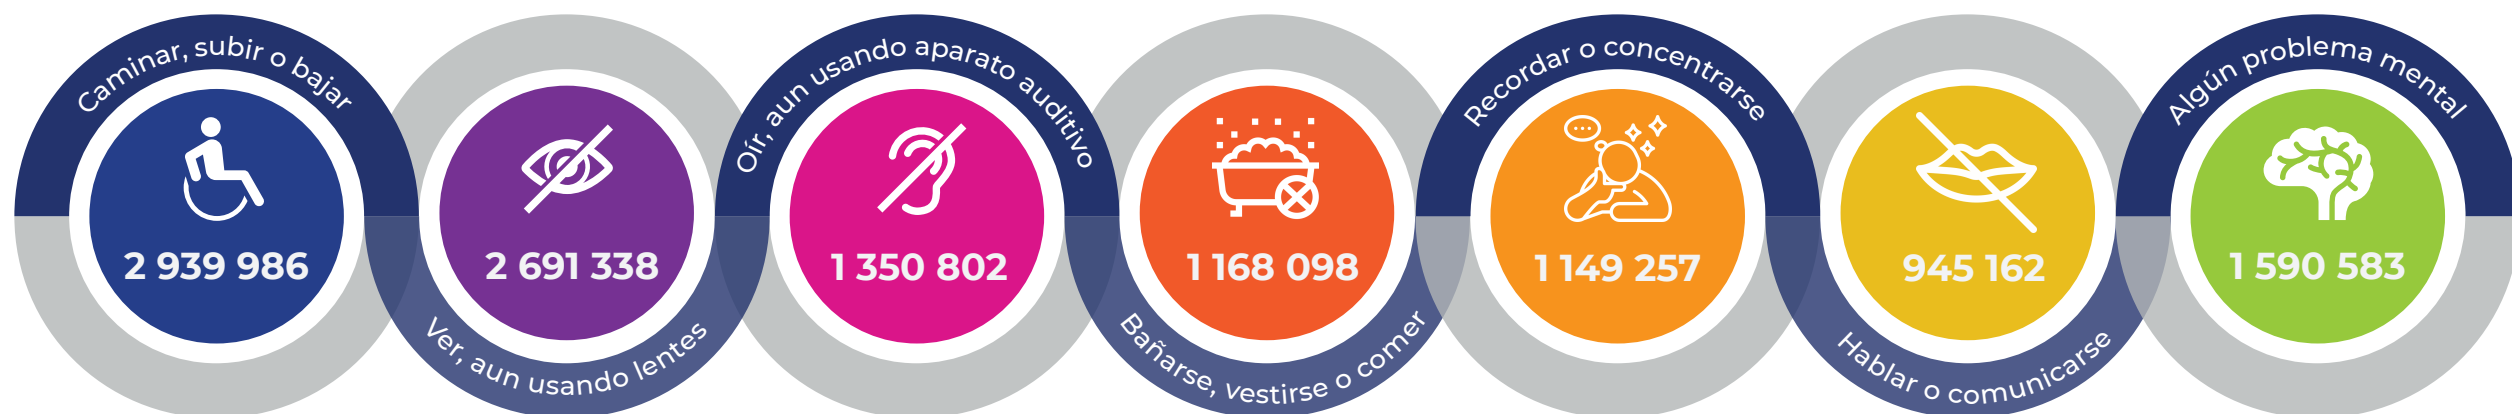 Caminar, subir o bajar
2 939 986
2 691 338
Ver, aun usando lentes
Oír, aun usando aparato auditivo
1 350 802
1 168 098
Bañarse, vestirse o comer
Recordar o concentrarse
1 149 257
945 162
Hablar o comunicarse
Algún problema mental
1 590 583